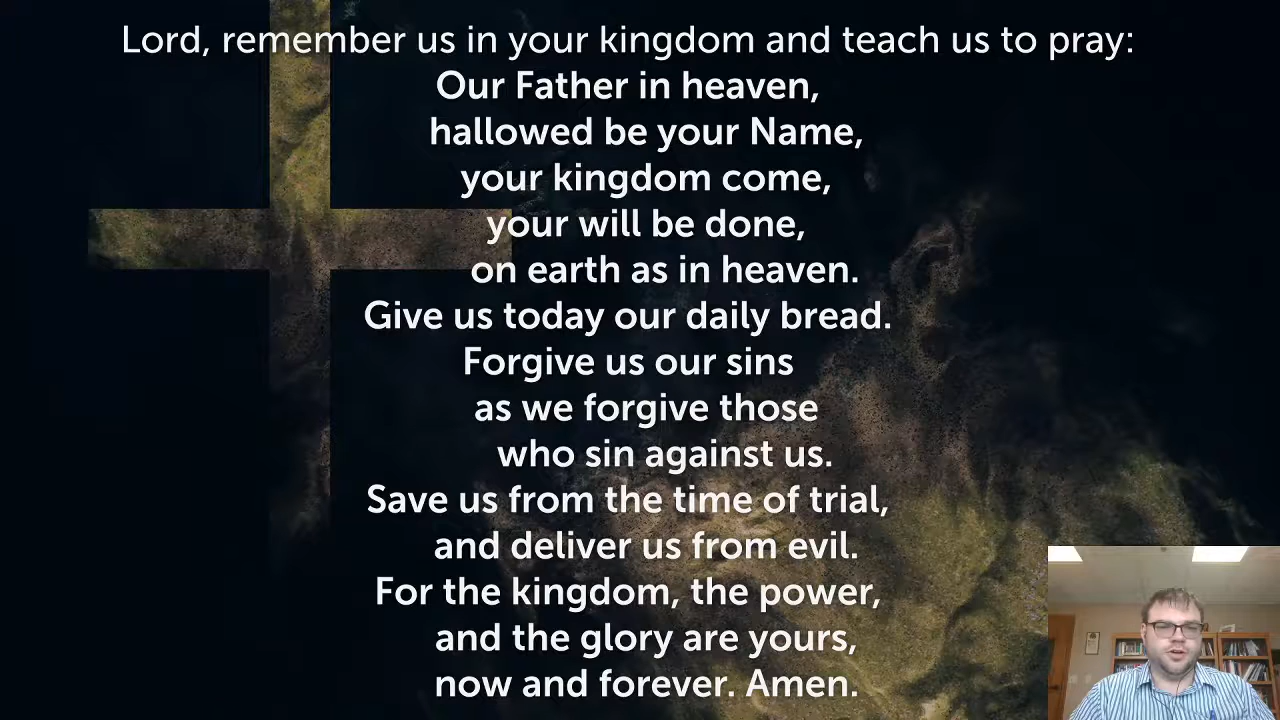 Lord, remember us in your kingdom and teach us to pray:
Our Father in heaven,
hallowed be your Name,
your kingdom come,
your will be done,
on earth as in heaven.
Give us today our daily bread.
Forgive us our sins
as we forgive those
who sin against us.
Save us from the time of trial,
and deliver us from evil.
For the kingdom, the power,
and the glory are yours,
now and forever. Amen.